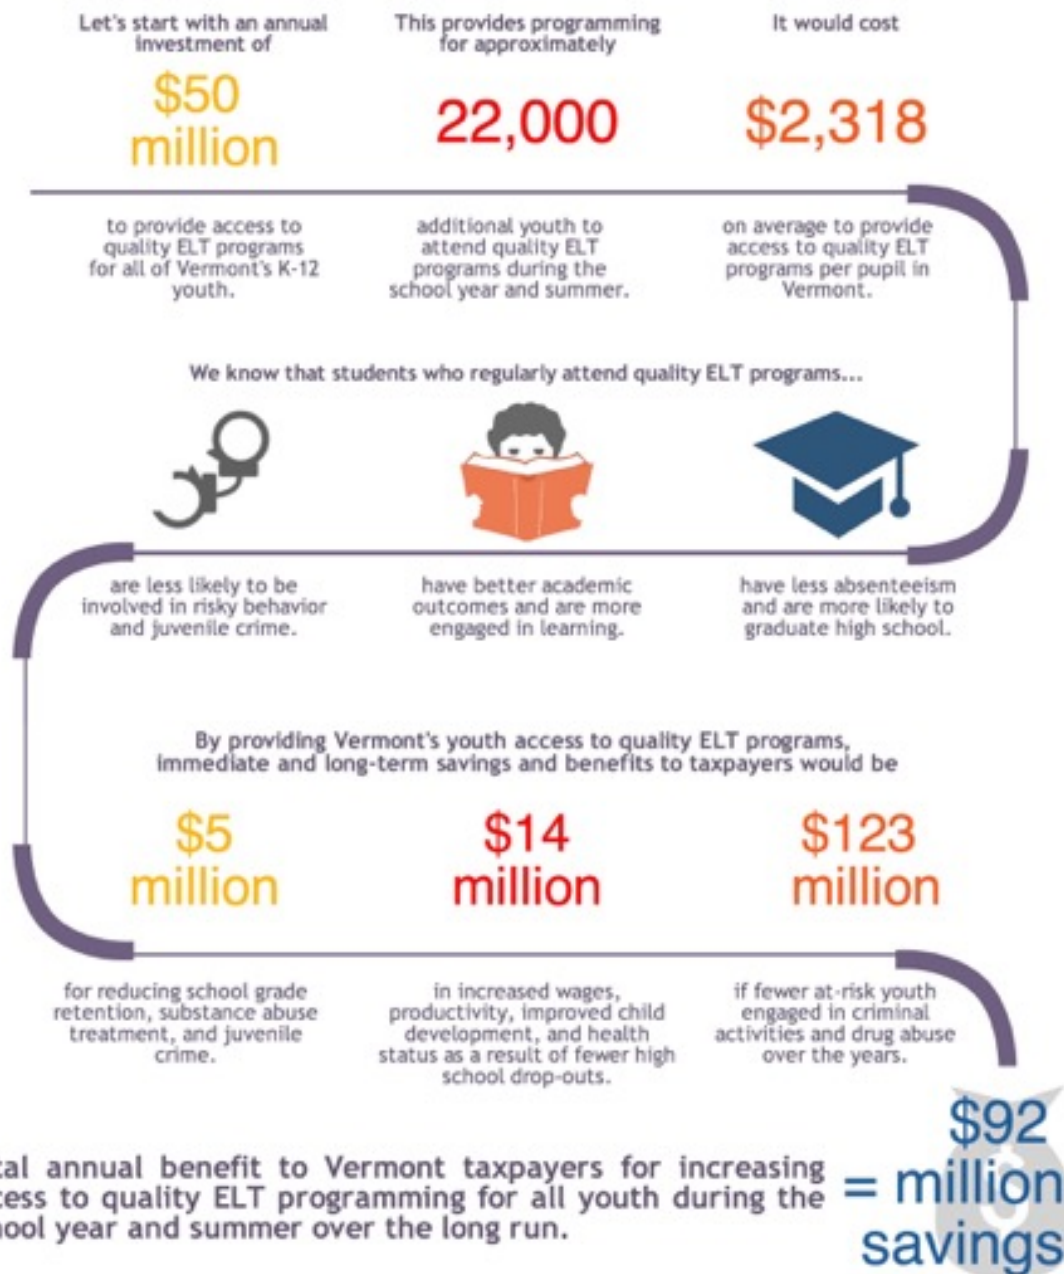 Let's start with an annual
investment of
$50
million
to provide access to
quality ELT programs
for all of Vermont's K-12
youth.
This provides programming
for approximately
22,000
additional youth to
attend quality ELT
programs during the
school year and summer.
It would cost
$2,318
on average to provide
access to quality ELT
programs per pupil in
Vermont.
We know that students who regularly attend quality ELT programs...
are less likely to be
involved in risky behavior
and juvenile crime.
have better academic
outcomes and are more
engaged in learning.
have less absenteeism
and are more likely to
graduate high school.
By providing Vermont's youth access to quality ELT programs,
immediate and long-term savings and benefits to taxpayers would be
$5
million
for reducing school grade
retention, substance abuse
treatment, and juvenile
crime.
$14
million
in increased wages,
productivity, improved child
development, and health
status as a result of fewer high
school drop-outs.
$123
million
if fewer at-risk youth
engaged in criminal
activities and drug abuse
over the years.
annual benefit to Vermont taxpayers for increasing
to quality ELT programming for all youth during the
year and summer over the long run.
$92
= million
savings
$